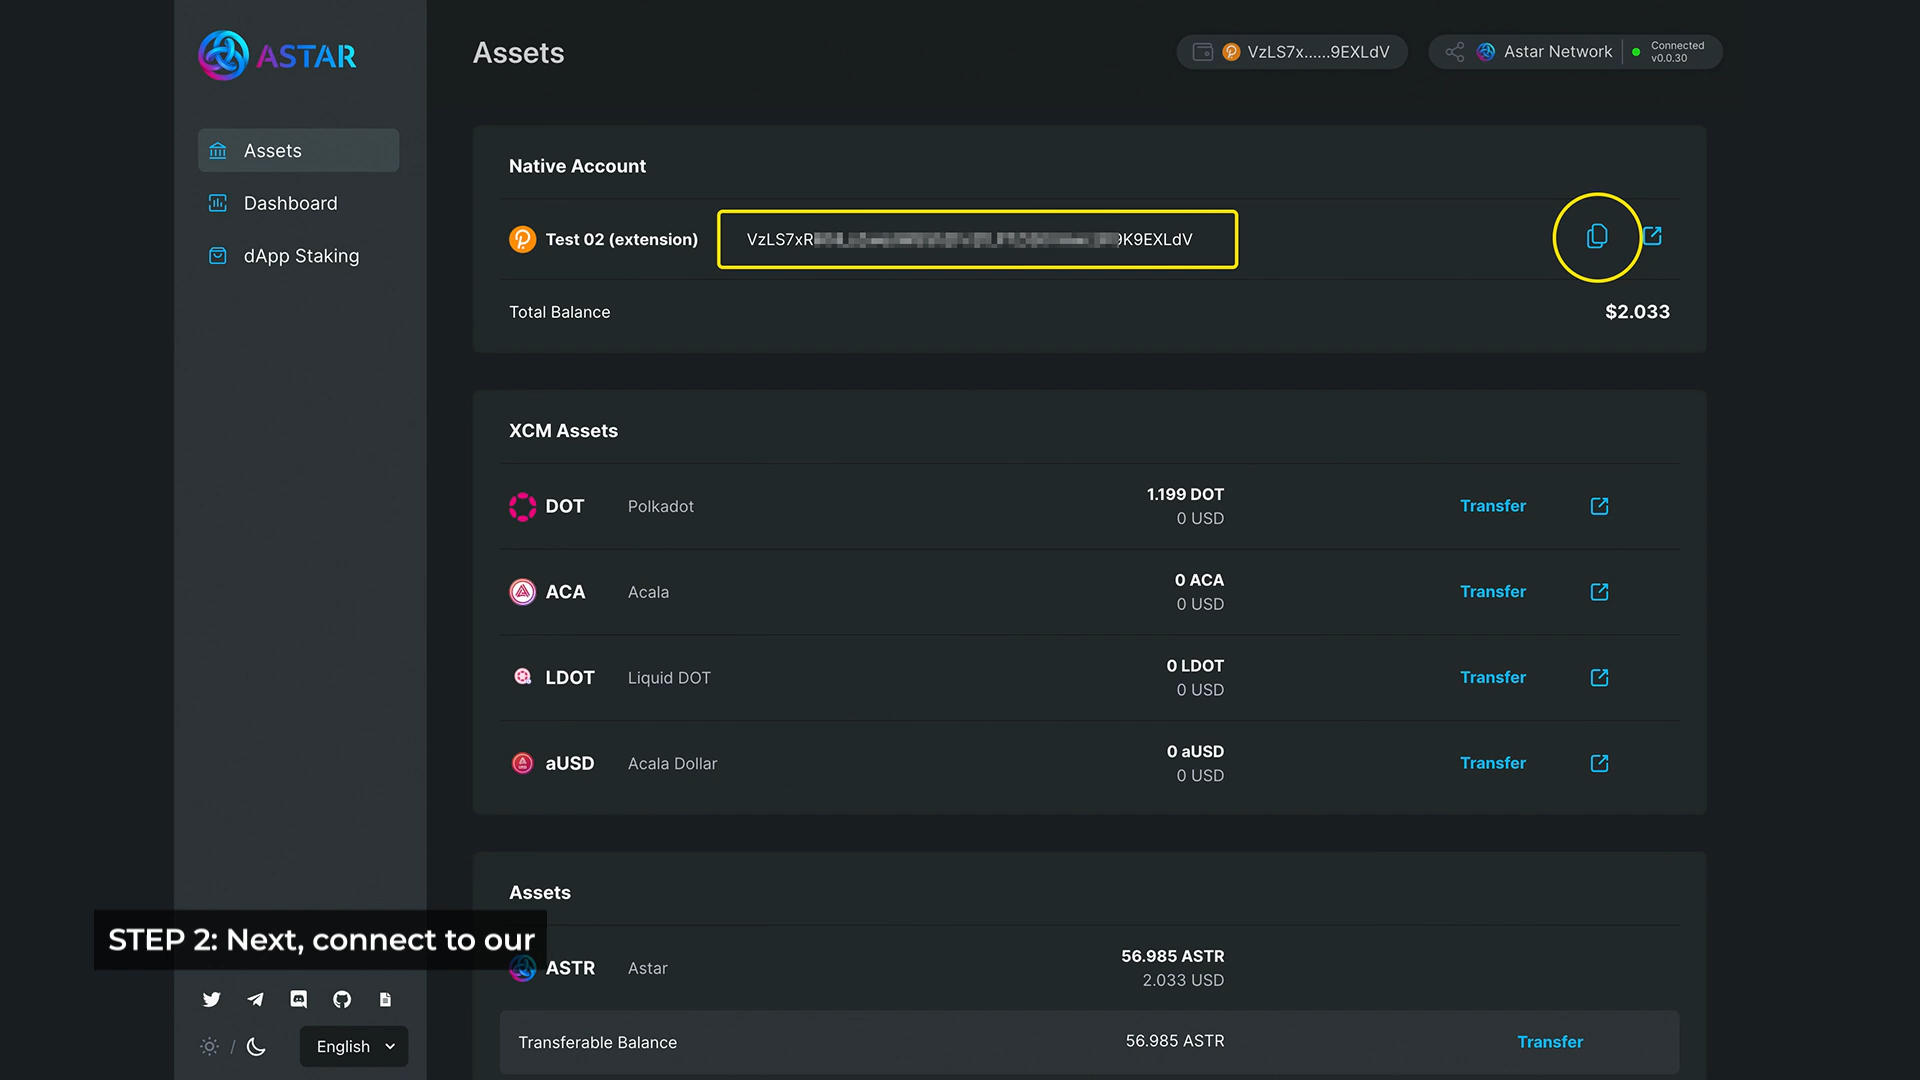 ASTAR
Assets
VzLS7x......9EXLdV
Astar Network
Connected
v0.0.30
Assets
Dashboard
dApp Staking
Native Account
Test 02 (extension)
VzLS7xR 9K9EXLdV
Total Balance
$2.033
XCM Assets
DOT
Polkadot
1.199 DOT
0 USD
Transfer
ACA
Acala
0 ACA
0 USD
Transfer
LDOT
Liquid DOT
0 LDOT
0 USD
Transfer
aUSD
Acala Dollar
0 aUSD
0 USD
Transfer
Assets
STEP 2: Next, connect to our
ASTR
Astar
56.985 ASTR
2.033 USD
Transferable Balance
56.985 ASTR
Transfer
/
English